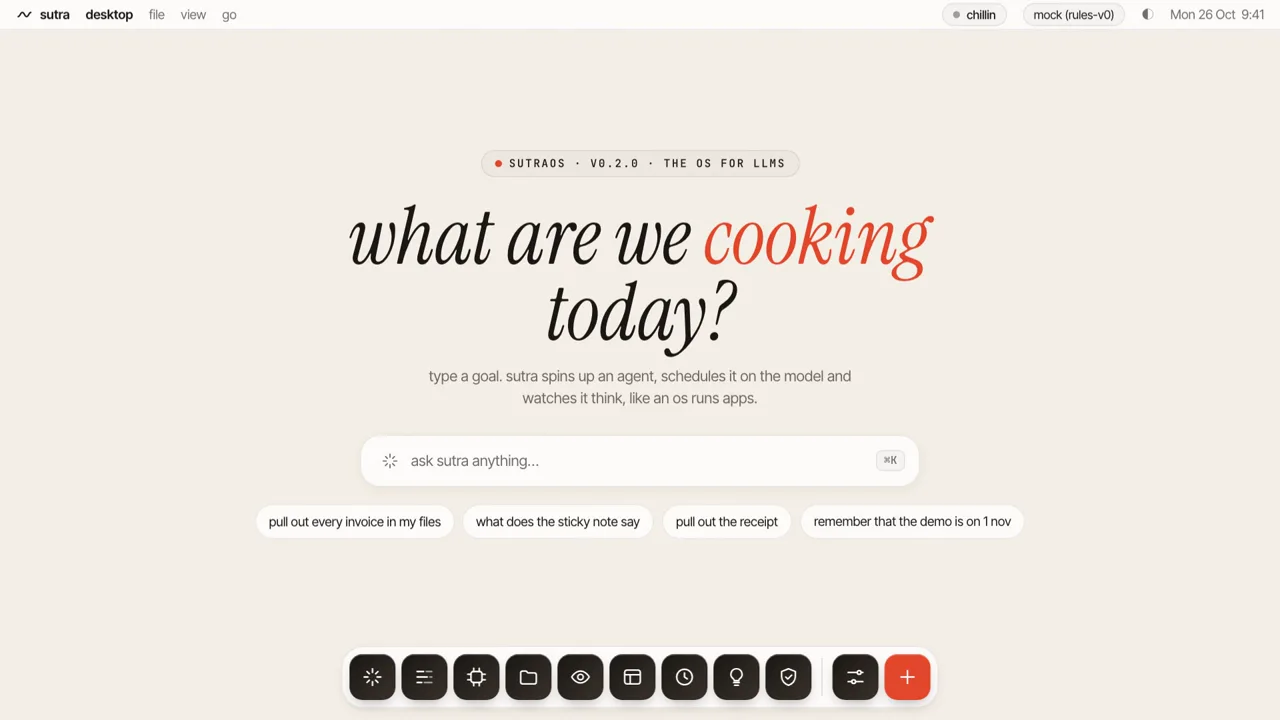 sutra desktop file view go chillin mock (rules-v0) Mon 26 Oct 9:41
SUTRAOS · V0.2.0 · THE OS FOR LLMS
what are we cooking
today?
type a goal. sutra spins up an agent, schedules it on the model and
watches it think, like an os runs apps.
ask sutra anything... ⌘K
pull out every invoice in my files what does the sticky note say pull out the receipt remember that the demo is on 1 nov